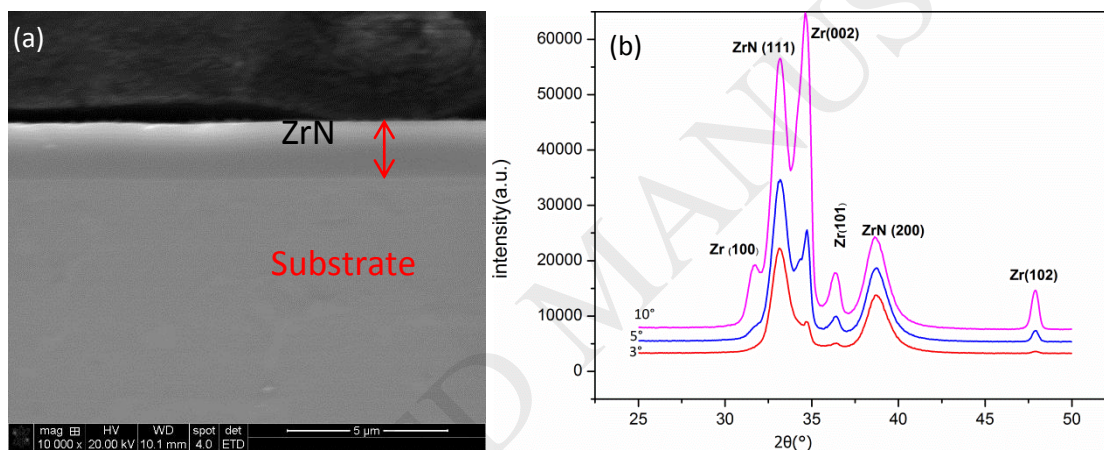 (a)
ZrN
Substrate
mag ⊞ HV WD spot det
10 000 x 20.00 kV 10.1 mm 4.0 ETD
5 µm
(b)
Zr(002)
ZrN (111)
Zr(101)
ZrN (200)
Zr (100)
Zr(102)
10°
5°
3°
60000
50000
40000
30000
20000
10000
0
intensity(a.u.)
25 30 35 40 45 50
2θ(°)
D MANUS